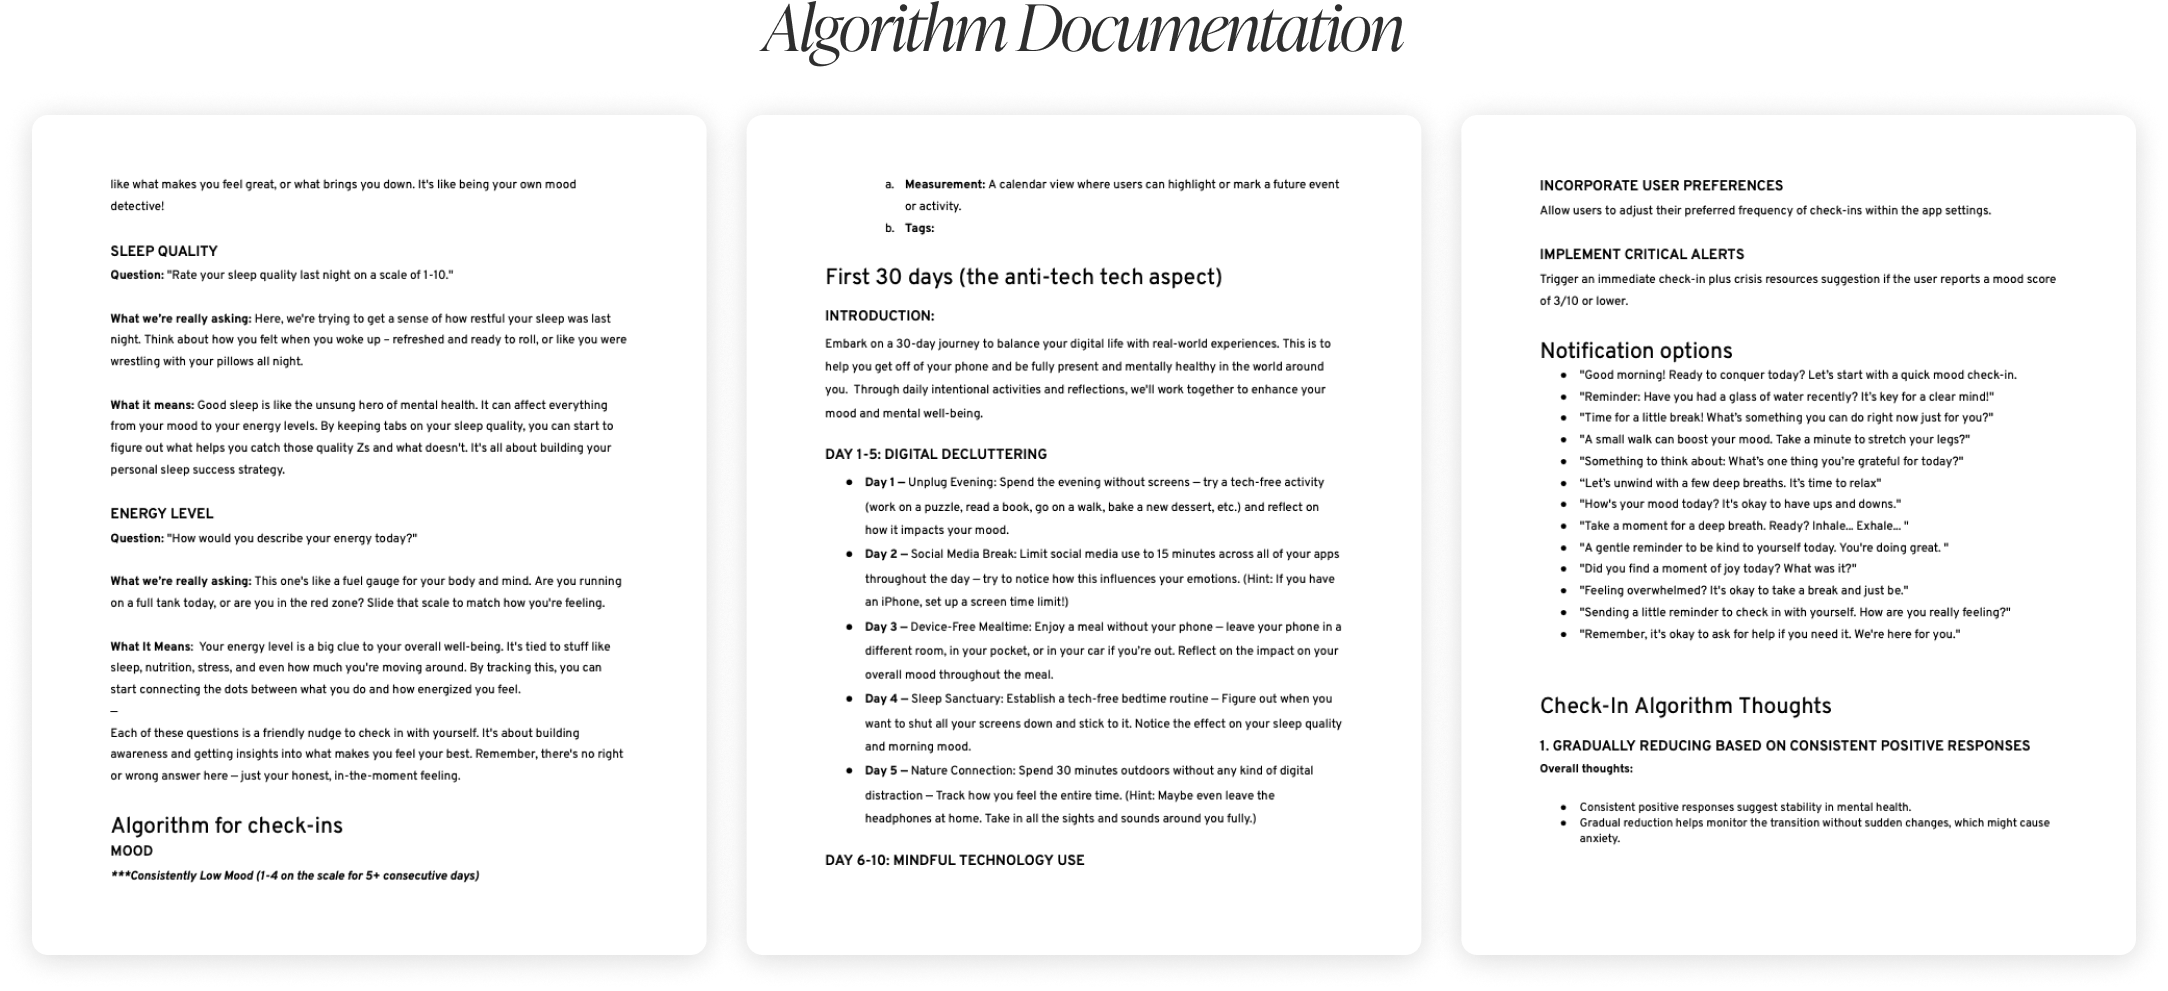 Algorithm Documentation
like what makes you feel great, or what brings you down. It's like being your own mood
detective!
SLEEP QUALITY
Question: "Rate your sleep quality last night on a scale of 1-10."
What we're really asking: Here, we're trying to get a sense of how restful your sleep was last
night. Think about how you felt when you woke up – refreshed and ready to roll, or like you were
wrestling with your pillows all night.
What it means: Good sleep is like the unsung hero of mental health. It can affect everything
from your mood to your energy levels. By keeping tabs on your sleep quality, you can start to
figure out what helps you catch those quality Zs and what doesn't. It's all about building your
personal sleep success strategy.
ENERGY LEVEL
Question: "How would you describe your energy today?"
What we're really asking: This one's like a fuel gauge for your body and mind. Are you running
on a full tank today, or are you in the red zone? Slide that scale to match how you're feeling.
What It Means:  Your energy level is a big clue to your overall well-being. It's tied to stuff like
sleep, nutrition, stress, and even how much you're moving around. By tracking this, you can
start connecting the dots between what you do and how energized you feel.
—
Each of these questions is a friendly nudge to check in with yourself. It's about building
awareness and getting insights into what makes you feel your best. Remember, there's no right
or wrong answer here — just your honest, in-the-moment feeling.
Algorithm for check-ins
MOOD
***Consistently Low Mood (1-4 on the scale for 5+ consecutive days)
a. Measurement: A calendar view where users can highlight or mark a future event
or activity.
b. Tags:
First 30 days (the anti-tech tech aspect)
INTRODUCTION:
Embark on a 30-day journey to balance your digital life with real-world experiences. This is to
help you get off of your phone and be fully present and mentally healthy in the world around
you.  Through daily intentional activities and reflections, we'll work together to enhance your
mood and mental well-being.
DAY 1-5: DIGITAL DECLUTTERING
● Day 1 — Unplug Evening: Spend the evening without screens — try a tech-free activity
(work on a puzzle, read a book, go on a walk, bake a new dessert, etc.) and reflect on
how it impacts your mood.
● Day 2 — Social Media Break: Limit social media use to 15 minutes across all of your apps
throughout the day — try to notice how this influences your emotions. (Hint: If you have
an iPhone, set up a screen time limit!)
● Day 3 — Device-Free Mealtime: Enjoy a meal without your phone — leave your phone in a
different room, in your pocket, or in your car if you're out. Reflect on the impact on your
overall mood throughout the meal.
● Day 4 — Sleep Sanctuary: Establish a tech-free bedtime routine — Figure out when you
want to shut all your screens down and stick to it. Notice the effect on your sleep quality
and morning mood.
● Day 5 — Nature Connection: Spend 30 minutes outdoors without any kind of digital
distraction — Track how you feel the entire time. (Hint: Maybe even leave the
headphones at home. Take in all the sights and sounds around you fully.)
DAY 6-10: MINDFUL TECHNOLOGY USE
INCORPORATE USER PREFERENCES
Allow users to adjust their preferred frequency of check-ins within the app settings.
IMPLEMENT CRITICAL ALERTS
Trigger an immediate check-in plus crisis resources suggestion if the user reports a mood score
of 3/10 or lower.
Notification options
● "Good morning! Ready to conquer today? Let's start with a quick mood check-in.
● "Reminder: Have you had a glass of water recently? It's key for a clear mind!"
● "Time for a little break! What's something you can do right now just for you?"
● "A small walk can boost your mood. Take a minute to stretch your legs?"
● "Something to think about: What's one thing you're grateful for today?"
● “Let's unwind with a few deep breaths. It's time to relax"
● "How's your mood today? It's okay to have ups and downs."
● "Take a moment for a deep breath. Ready? Inhale... Exhale... "
● "A gentle reminder to be kind to yourself today. You're doing great. "
● "Did you find a moment of joy today? What was it?"
● "Feeling overwhelmed? It's okay to take a break and just be."
● "Sending a little reminder to check in with yourself. How are you really feeling?"
● "Remember, it's okay to ask for help if you need it. We're here for you."
Check-In Algorithm Thoughts
1. GRADUALLY REDUCING BASED ON CONSISTENT POSITIVE RESPONSES
Overall thoughts:
● Consistent positive responses suggest stability in mental health.
● Gradual reduction helps monitor the transition without sudden changes, which might cause
anxiety.